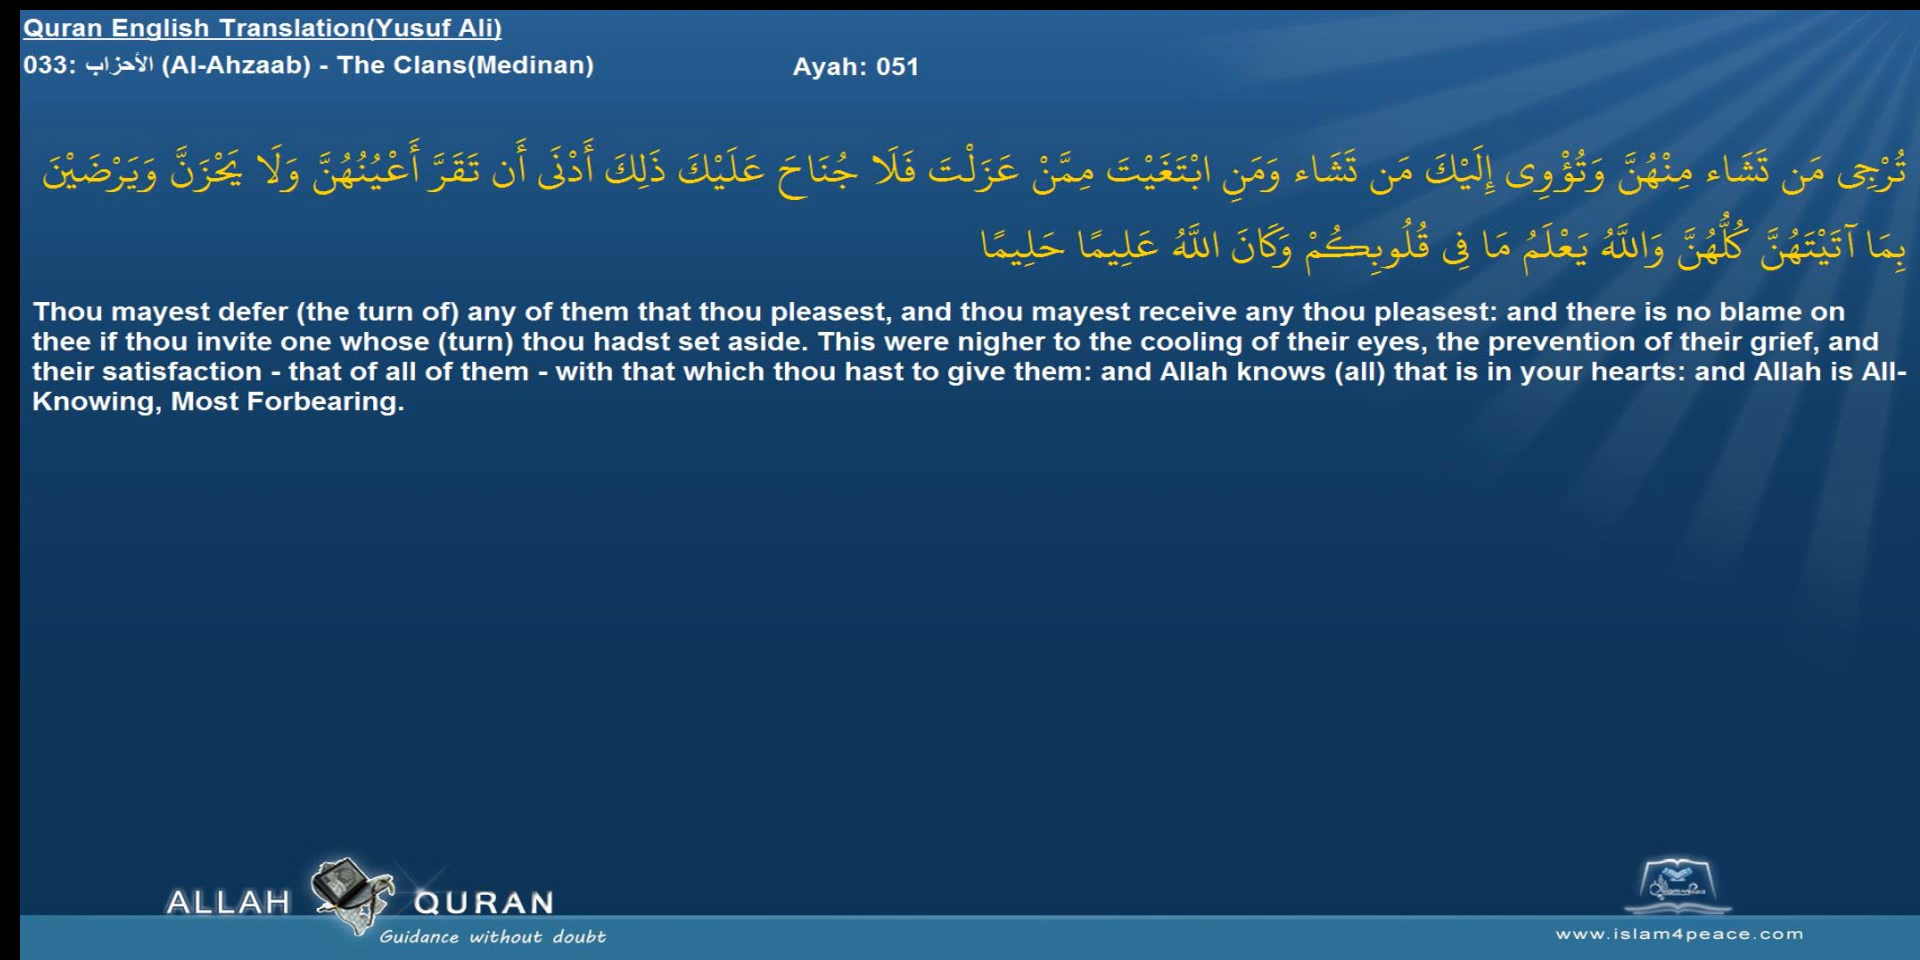 Quran English Translation(Yusuf Ali)
033: الأحزاب (Al-Ahzaab) - The Clans(Medinan) Ayah: 051
تُرْجِي مَن تَشَاء مِنْهُنَّ وَتُؤْوِي إِلَيْكَ مَن تَشَاء وَمَنِ ابْتَغَيْتَ مِمَّنْ عَزَلْتَ فَلَا جُنَاحَ عَلَيْكَ ذَلِكَ أَدْنَى أَن تَقَرَّ أَعْيُنُهُنَّ وَلَا يَحْزَنَّ وَيَرْضَيْنَ
بِمَا آتَيْتَهُنَّ كُلُّهُنَّ وَاللَّهُ يَعْلَمُ مَا فِي قُلُوبِكُمْ وَكَانَ اللَّهُ عَلِيمًا حَلِيمًا
Thou mayest defer (the turn of) any of them that thou pleasest, and thou mayest receive any thou pleasest: and there is no blame on
thee if thou invite one whose (turn) thou hadst set aside. This were nigher to the cooling of their eyes, the prevention of their grief, and
their satisfaction - that of all of them - with that which thou hast to give them: and Allah knows (all) that is in your hearts: and Allah is All-
Knowing, Most Forbearing.
ALLAH QURAN
Guidance without doubt
www.islam4peace.com